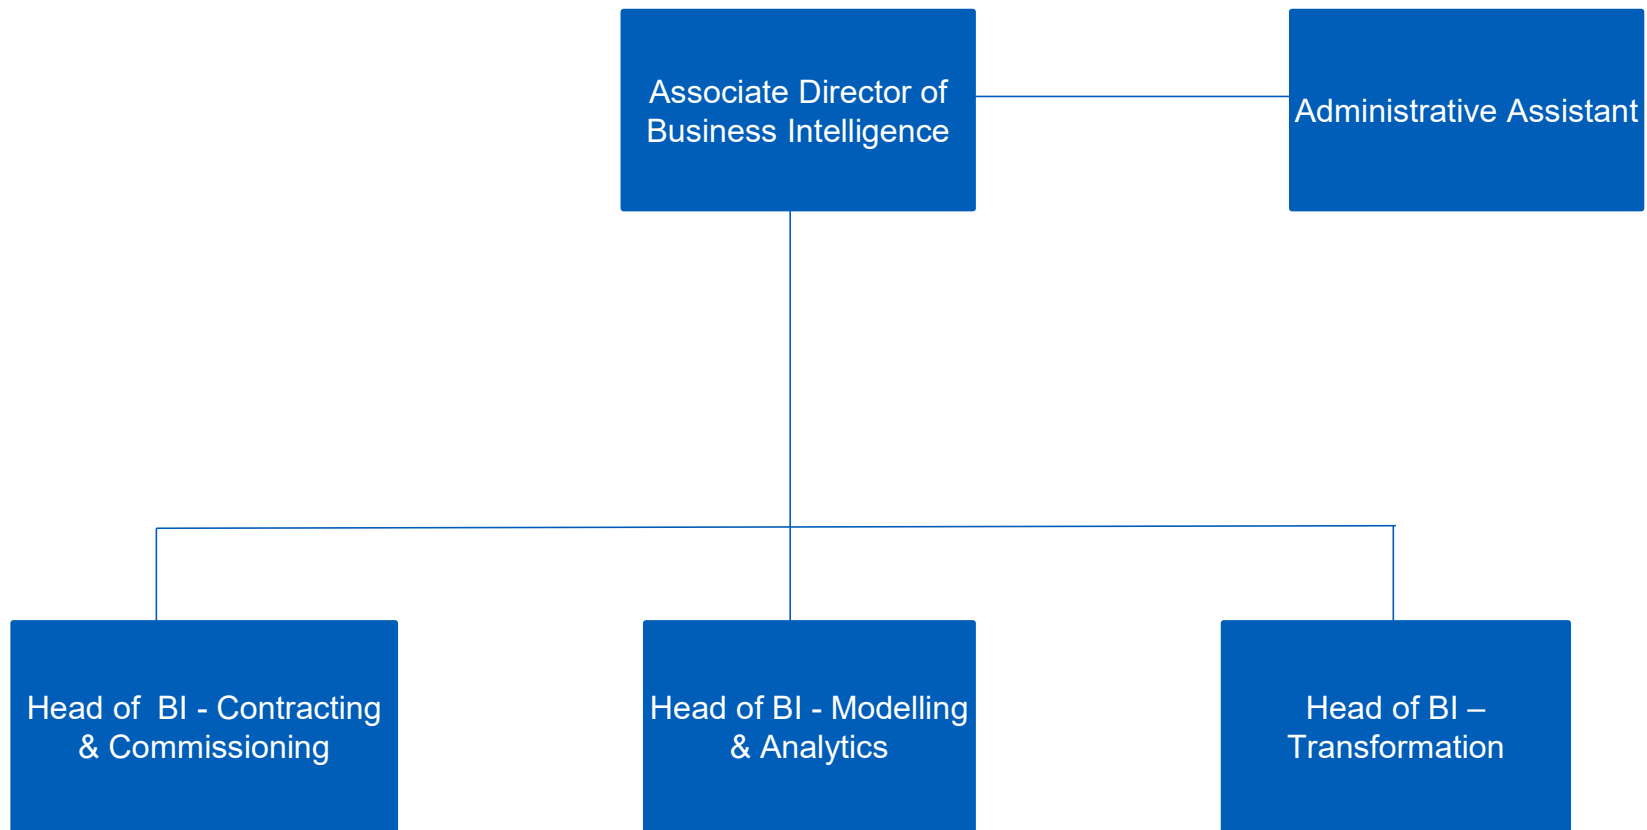 Associate Director of
Business Intelligence
Administrative Assistant
Head of  BI - Contracting
& Commissioning
Head of BI - Modelling
& Analytics
Head of BI –
Transformation